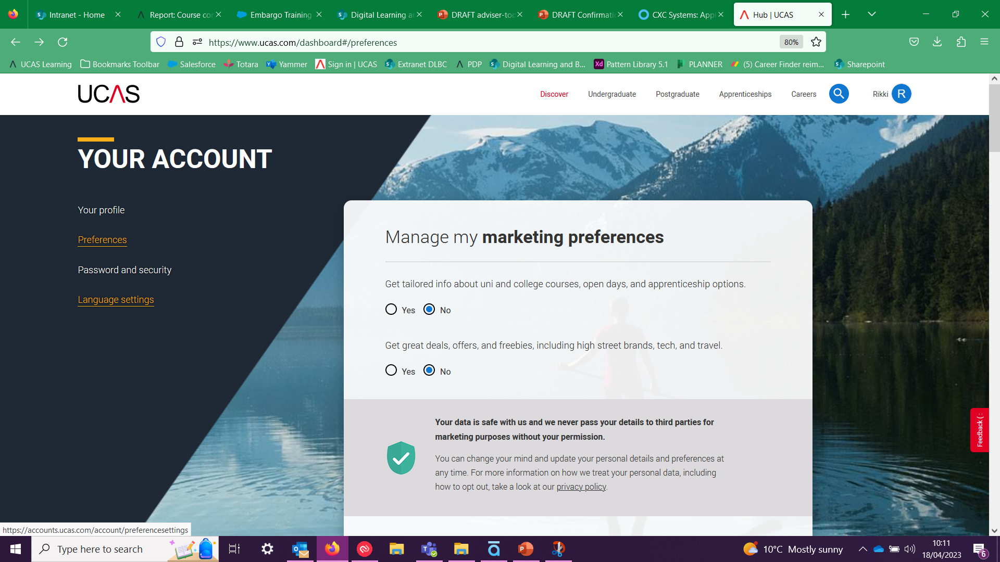 Intranet - Home
Report: Course cor
Embargo Training
Digital Learning ar
DRAFT adviser-too
DRAFT Confirmati
CXC Systems: Appl
Hub | UCAS
https://www.ucas.com/dashboard#/preferences
80%
UCAS Learning
Bookmarks Toolbar
Salesforce
Totara
Yammer
Sign in | UCAS
Extranet DLBC
PDP
Digital Learning and B...
Xd Pattern Library 5.1
PLANNER
(5) Career Finder reim...
Sharepoint
UCAS
Discover
Undergraduate
Postgraduate
Apprenticeships
Careers
Rikki R
YOUR ACCOUNT
Your profile
Preferences
Password and security
Language settings
Manage my marketing preferences
Get tailored info about uni and college courses, open days, and apprenticeship options.
Yes No
Get great deals, offers, and freebies, including high street brands, tech, and travel.
Yes No
Your data is safe with us and we never pass your details to third parties for
marketing purposes without your permission.
You can change your mind and update your personal details and preferences at
any time. For more information on how we treat your personal data, including
how to opt out, take a look at our privacy policy.
Feedback ( :
https://accounts.ucas.com/account/preferencesettings
Type here to search
10°C Mostly sunny
10:11
18/04/2023
6